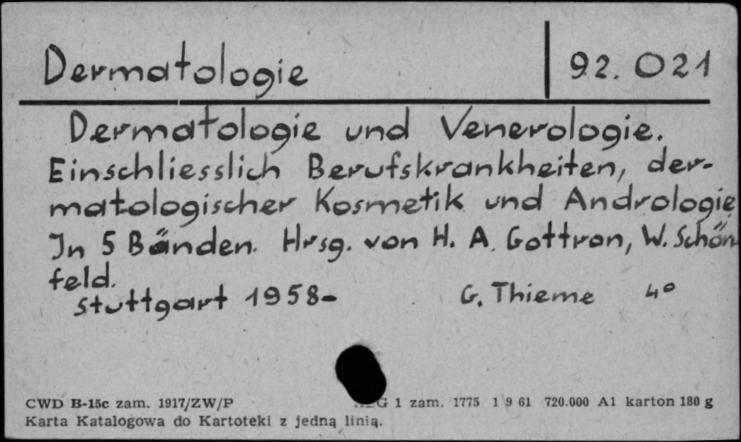 Dermatologie 92. 021
Dermatologie und Venerologie.
Einschliesslich Berufskrankheiten, der-
matologischer Kosmetik und Andrologie
In 5 Bänden. Hrsg. von H. A. Gottron, W. Schön
feld.
Stuttgart 1958- G. Thieme 4°
CWD B-15c zam. 1917/ZW/P G 1 zam. 1775 1 9 61 720.000 A1 karton 180 g
Karta Katalogowa do Kartoteki z jedną linią.